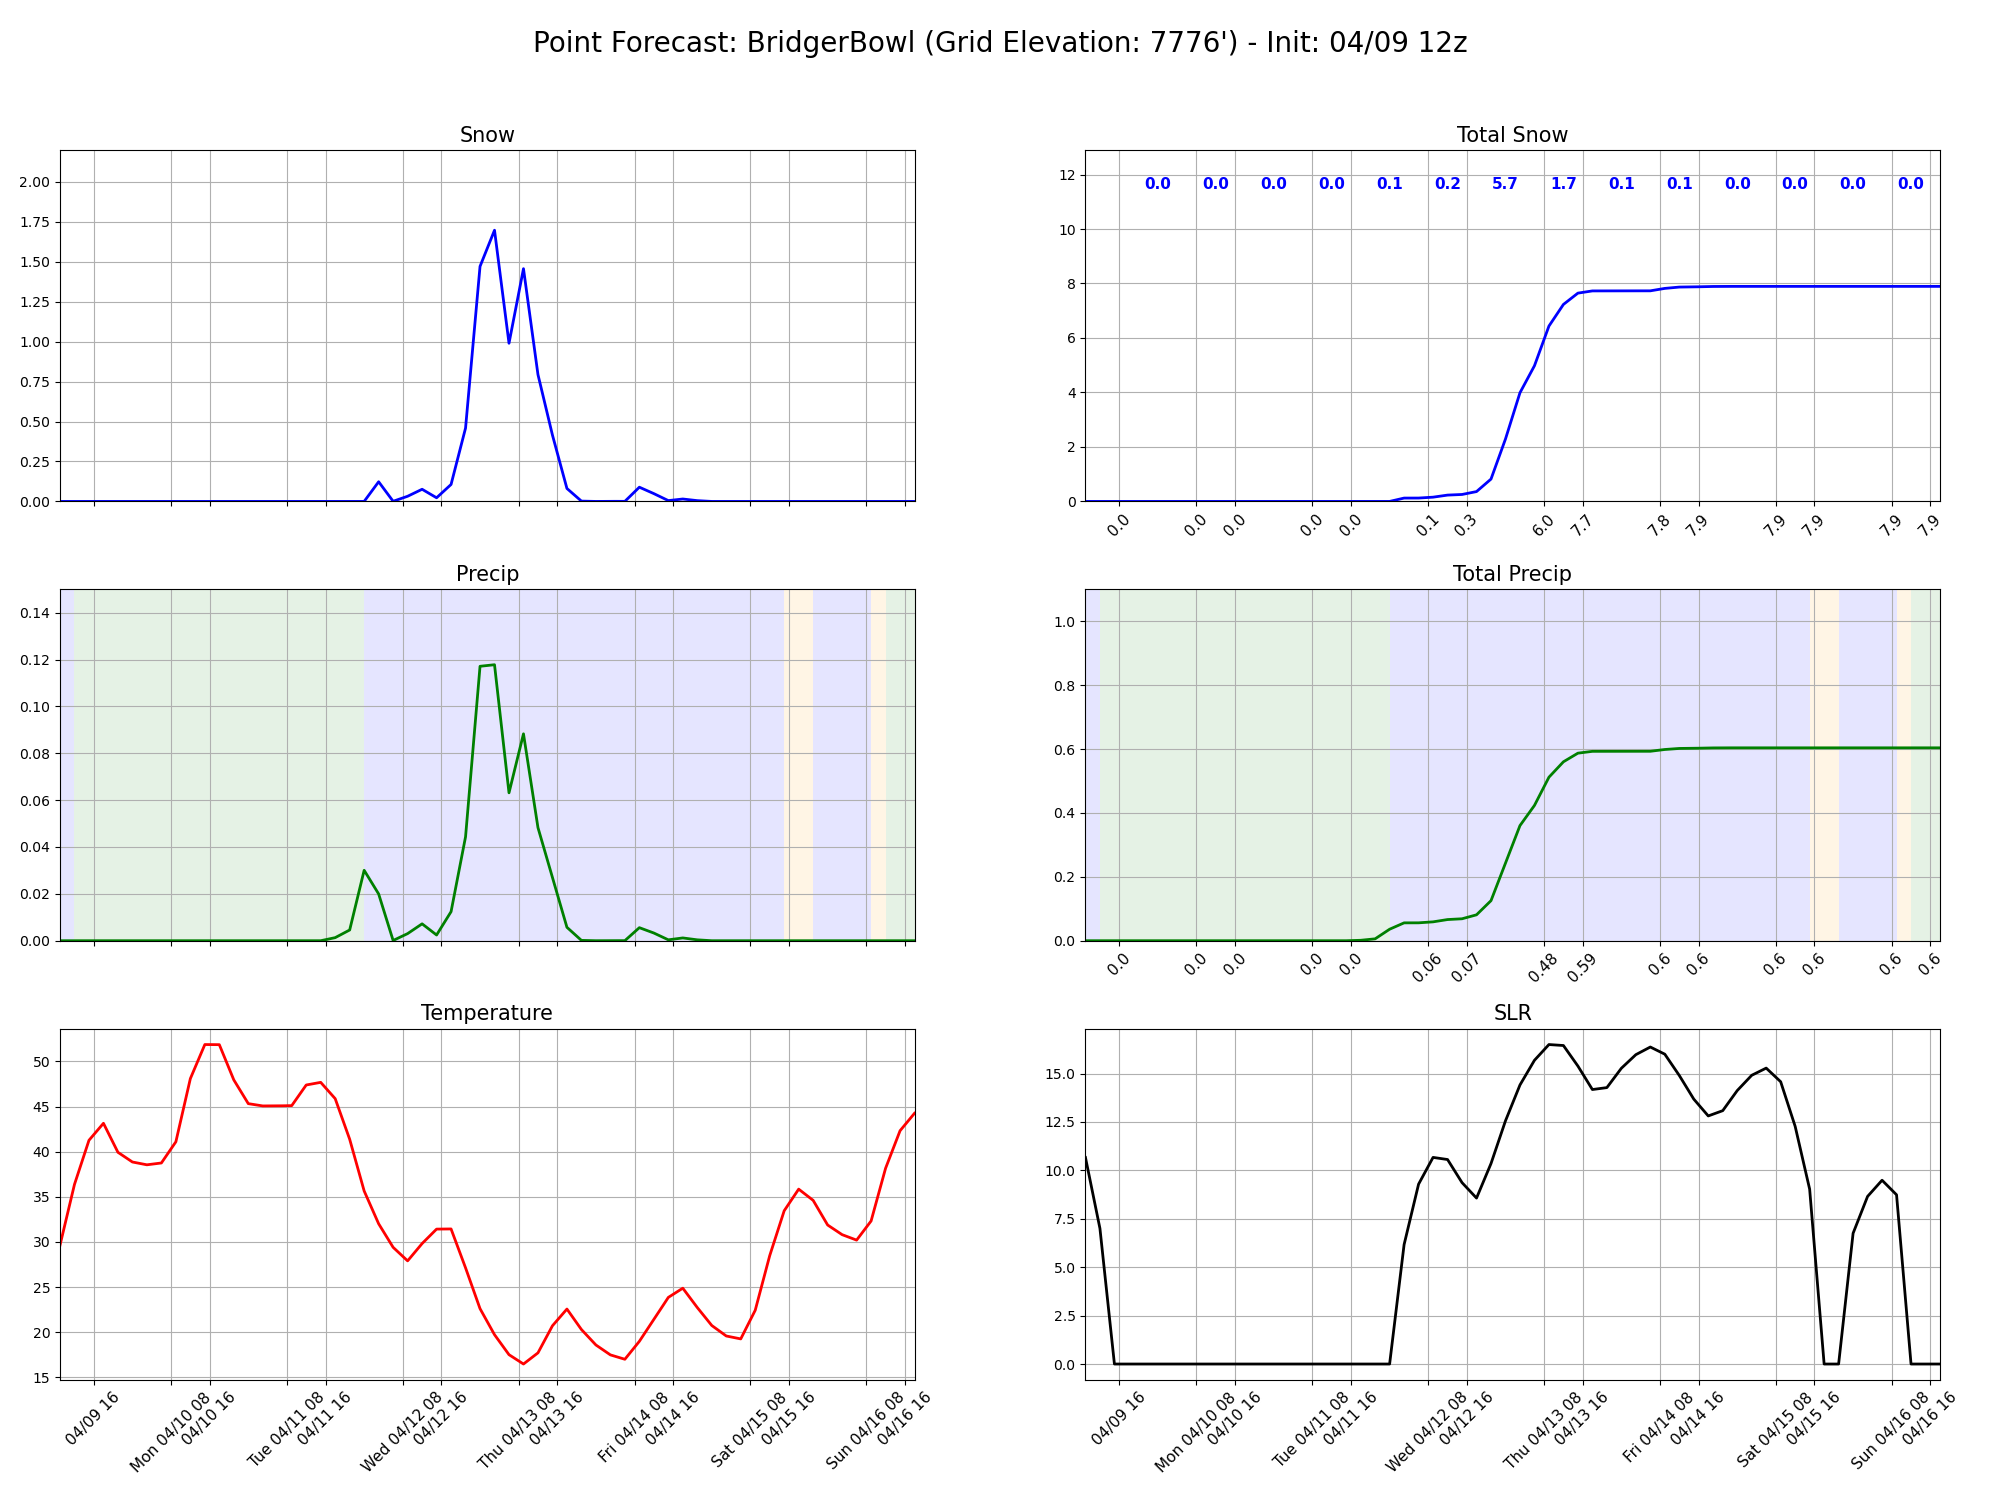 Point Forecast: BridgerBowl (Grid Elevation: 7776') - Init: 04/09 12z
Snow
2.00
1.75
1.50
1.25
1.00
0.75
0.50
0.25
0.00
Total Snow
12
10
8
6
4
2
0
0.0 0.0 0.0 0.0 0.1 0.2 5.7 1.7 0.1 0.1 0.0 0.0 0.0 0.0
0.0 0.0 0.0 0.0 0.0 0.1 0.3 6.0 7.7 7.8 7.9 7.9 7.9 7.9 7.9
Precip
0.14
0.12
0.10
0.08
0.06
0.04
0.02
0.00
Total Precip
1.0
0.8
0.6
0.4
0.2
0.0
0.0 0.0 0.0 0.0 0.0 0.06 0.07 0.48 0.59 0.6 0.6 0.6 0.6 0.6 0.6
Temperature
50
45
40
35
30
25
20
15
04/09 16
Mon 04/10 08
04/10 16
Tue 04/11 08
04/11 16
Wed 04/12 08
04/12 16
Thu 04/13 08
04/13 16
Fri 04/14 08
04/14 16
Sat 04/15 08
04/15 16
Sun 04/16 08
04/16 16
SLR
15.0
12.5
10.0
7.5
5.0
2.5
0.0
04/09 16
Mon 04/10 08
04/10 16
Tue 04/11 08
04/11 16
Wed 04/12 08
04/12 16
Thu 04/13 08
04/13 16
Fri 04/14 08
04/14 16
Sat 04/15 08
04/15 16
Sun 04/16 08
04/16 16